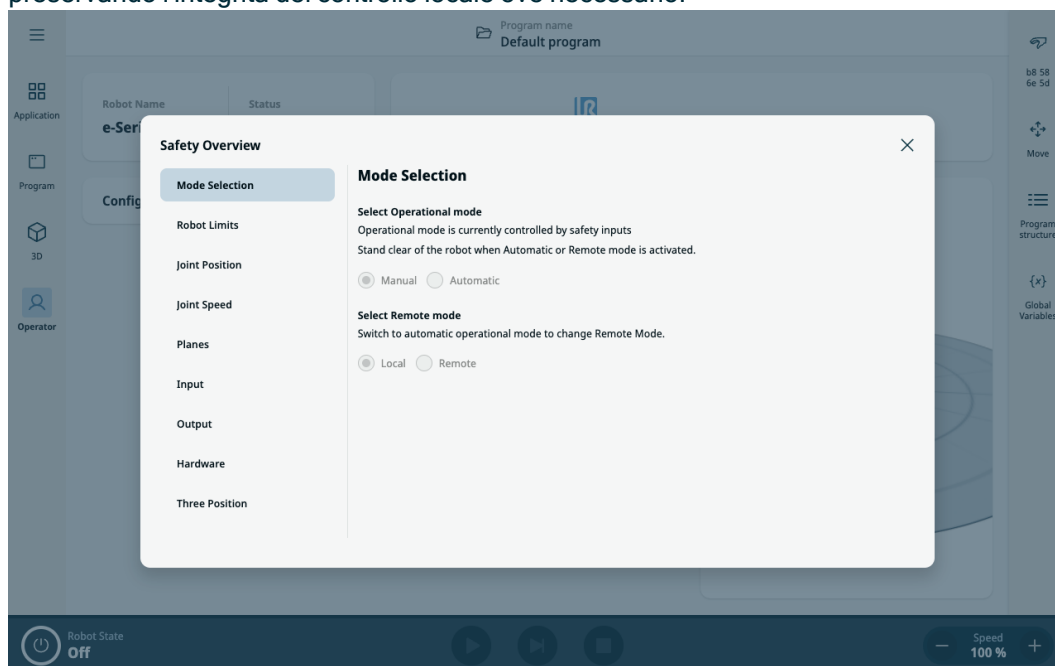 preservando l'integrità del controllo locale ove necessario.
Program name
Default program
b8 58
6e 5d
Application
Robot Name
Status
e-Seri
Safety Overview
Move
Mode Selection
Mode Selection
Program
Config
Select Operational mode
Robot Limits
Operational mode is currently controlled by safety inputs
Program
structure
Stand clear of the robot when Automatic or Remote mode is activated.
3D
Joint Position
Manual
Automatic
Joint Speed
Select Remote mode
Global
Variables
Operator
Switch to automatic operational mode to change Remote Mode.
Planes
Local
Remote
Input
Output
Hardware
Three Position
Robot State
Off
Speed
100 %